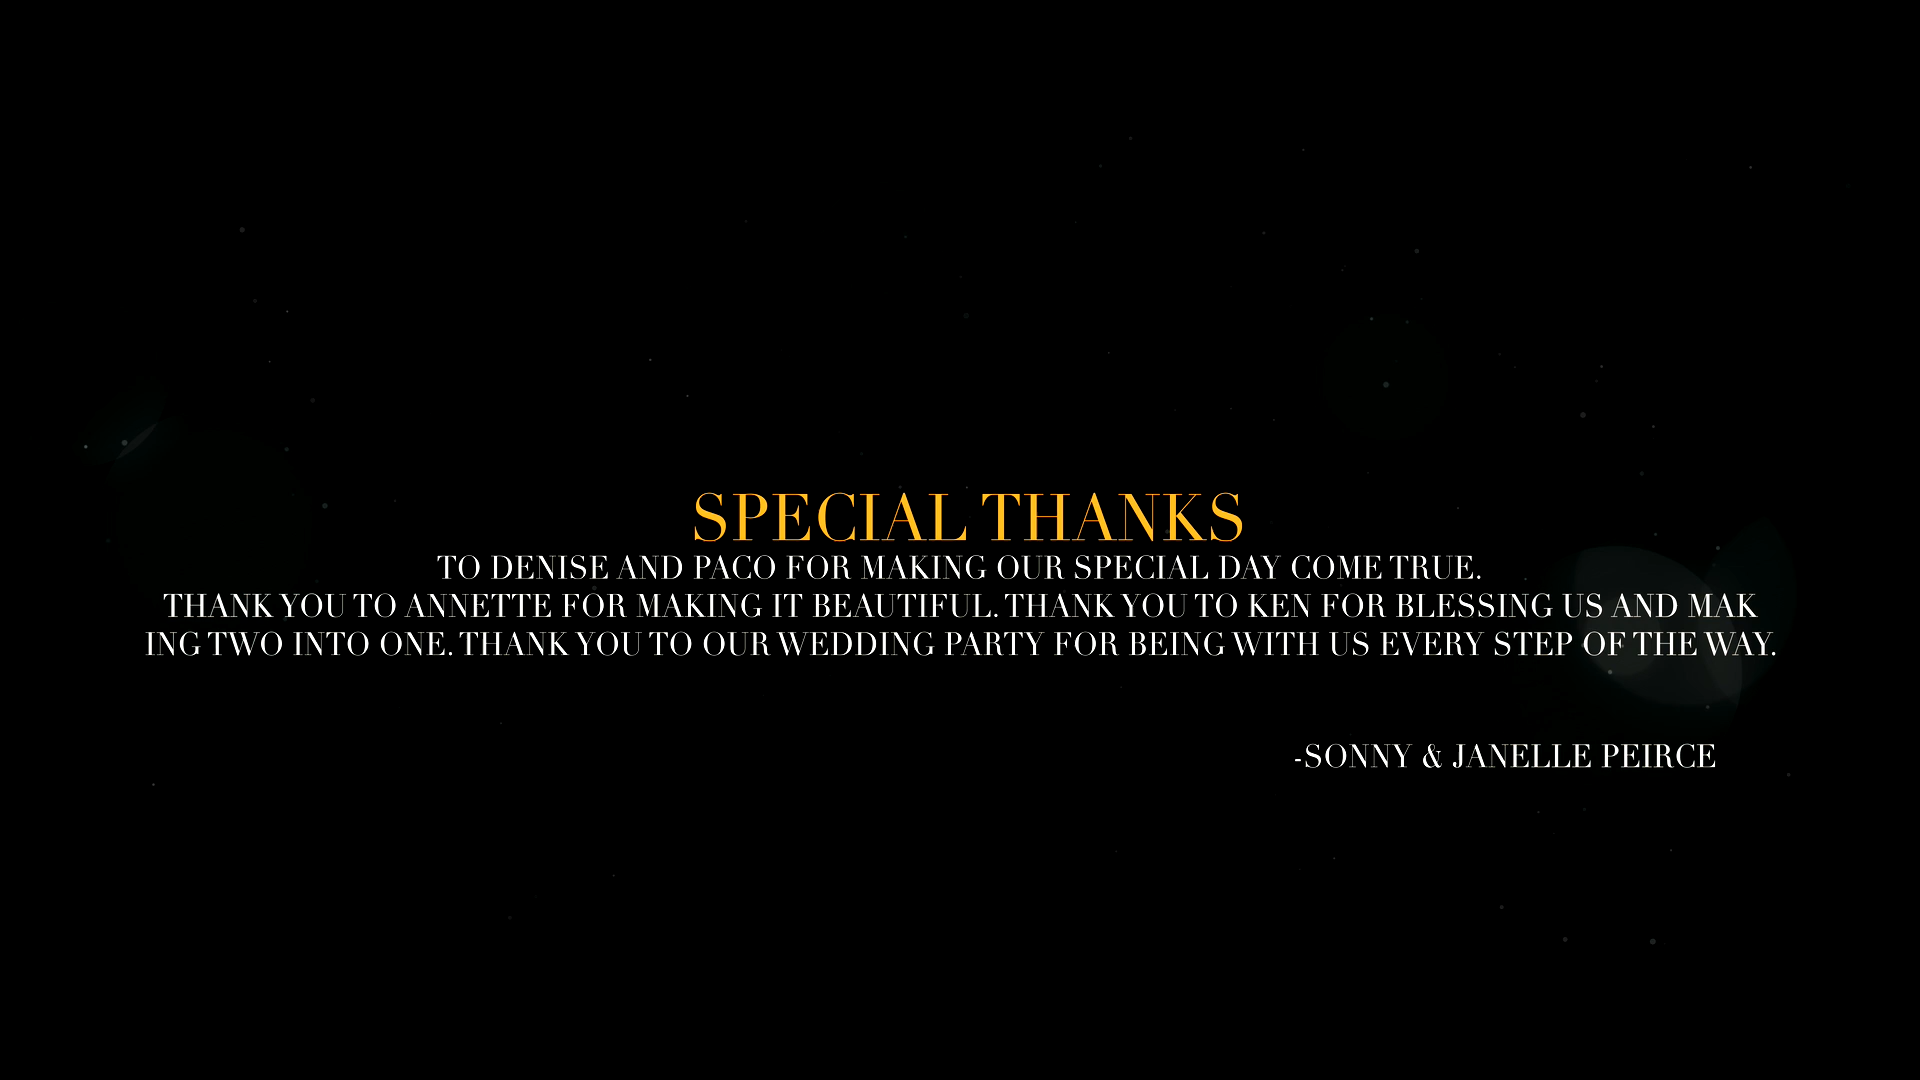 SPECIAL THANKS
TO DENISE AND PACO FOR MAKING OUR SPECIAL DAY COME TRUE.
THANK YOU TO ANNETTE FOR MAKING IT BEAUTIFUL. THANK YOU TO KEN FOR BLESSING US AND MAK
ING TWO INTO ONE. THANK YOU TO OUR WEDDING PARTY FOR BEING WITH US EVERY STEP OF THE WAY.
-SONNY & JANELLE PEIRCE